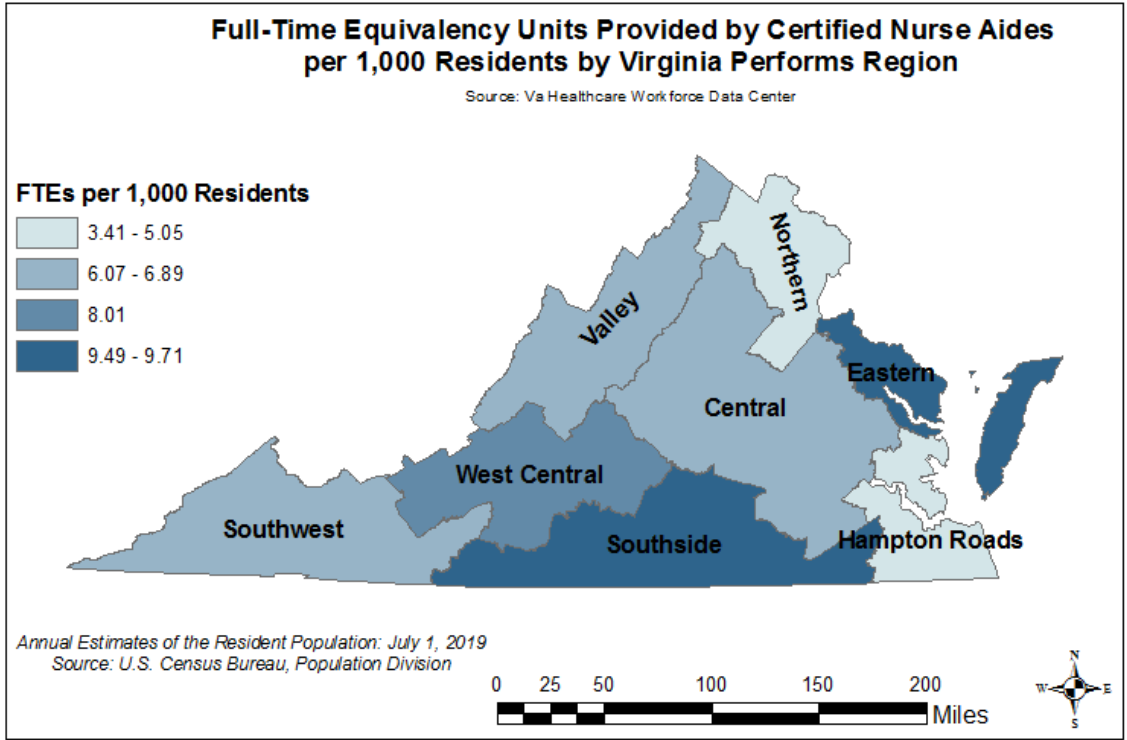 Full-Time Equivalency Units Provided by Certified Nurse Aides
per 1,000 Residents by Virginia Performs Region
Source: Va Healthcare Workforce Data Center
FTEs per 1,000 Residents
3.41 - 5.05
6.07 - 6.89
8.01
9.49 - 9.71
Northern
Valley
Eastern
Central
West Central
Southwest
Southside
Hampton Roads
Annual Estimates of the Resident Population: July 1, 2019
Source: U.S. Census Bureau, Population Division
0 25 50 100 150 200
Miles
N
W E
S